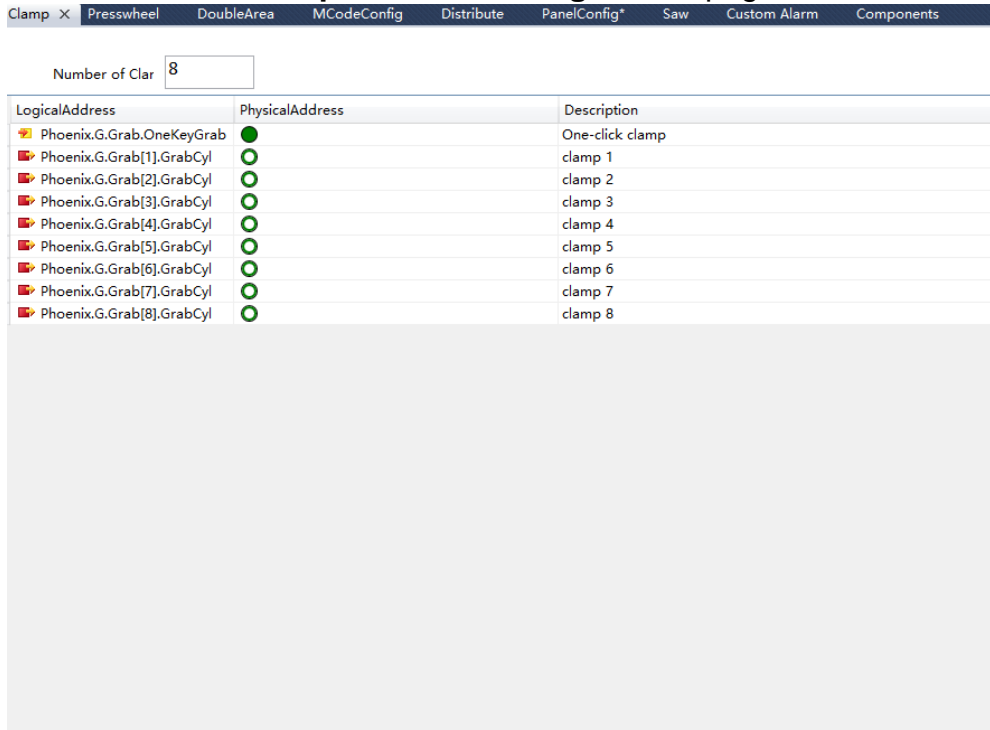 Clamp × Presswheel DoubleArea MCodeConfig Distribute PanelConfig* Saw Custom Alarm Components
Number of Clar 8
LogicalAddress PhysicalAddress Description
Phoenix.G.Grab.OneKeyGrab One-click clamp
Phoenix.G.Grab[1].GrabCyl clamp 1
Phoenix.G.Grab[2].GrabCyl clamp 2
Phoenix.G.Grab[3].GrabCyl clamp 3
Phoenix.G.Grab[4].GrabCyl clamp 4
Phoenix.G.Grab[5].GrabCyl clamp 5
Phoenix.G.Grab[6].GrabCyl clamp 6
Phoenix.G.Grab[7].GrabCyl clamp 7
Phoenix.G.Grab[8].GrabCyl clamp 8